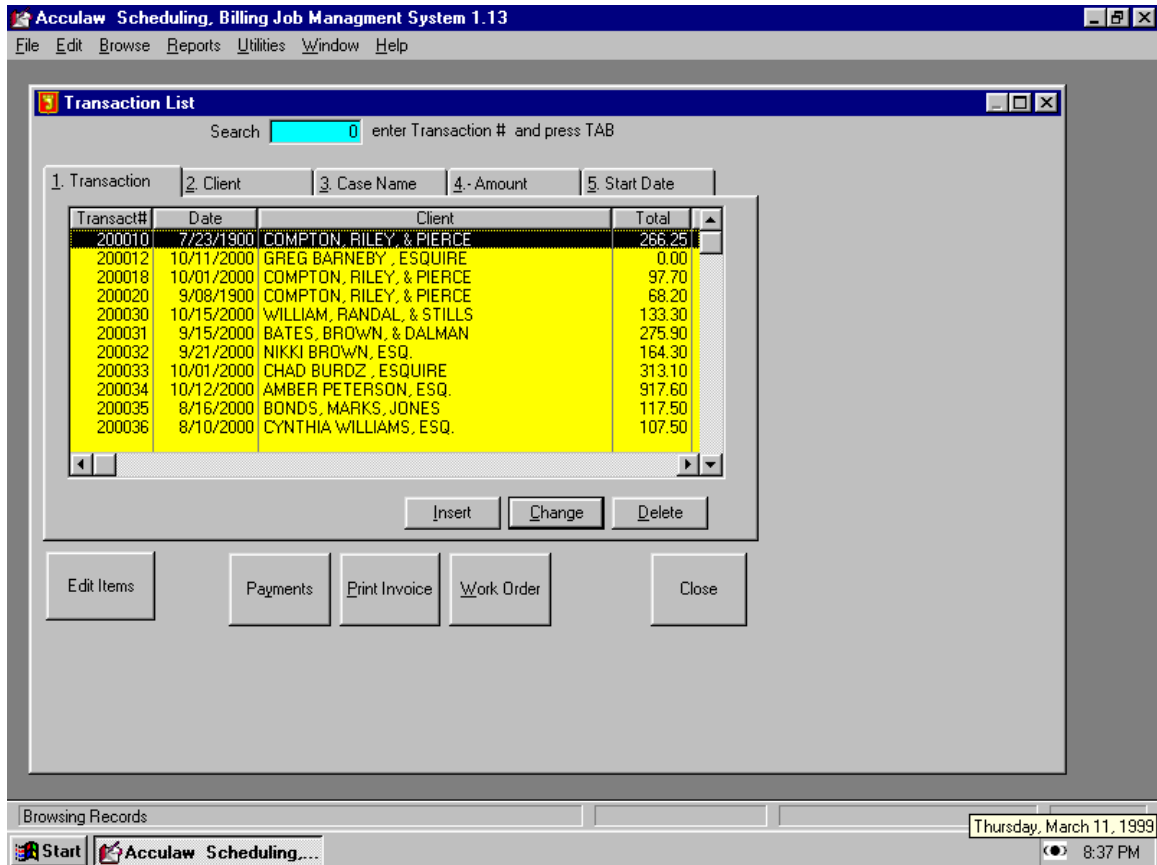 Acculaw  Scheduling, Billing Job Managment System 1.13
File Edit Browse Reports Utilities Window Help
Transaction List
Search 0 enter Transaction # and press TAB
1. Transaction 2. Client 3. Case Name 4.- Amount 5. Start Date
Transact# Date Client Total
200010 7/23/1900 COMPTON, RILEY, & PIERCE 266.25
200012 10/11/2000 GREG BARNEBY , ESQUIRE 0.00
200018 10/01/2000 COMPTON, RILEY, & PIERCE 97.70
200020 9/08/1900 COMPTON, RILEY, & PIERCE 68.20
200030 10/15/2000 WILLIAM, RANDAL, & STILLS 133.30
200031 9/15/2000 BATES, BROWN, & DALMAN 275.90
200032 9/21/2000 NIKKI BROWN, ESQ. 164.30
200033 10/01/2000 CHAD BURDZ , ESQUIRE 313.10
200034 10/12/2000 AMBER PETERSON, ESQ. 917.60
200035 8/16/2000 BONDS, MARKS, JONES 117.50
200036 8/10/2000 CYNTHIA WILLIAMS, ESQ. 107.50
Insert Change Delete
Edit Items Payments Print Invoice Work Order Close
Browsing Records
Thursday, March 11, 1999
Start Acculaw  Scheduling,... 8:37 PM